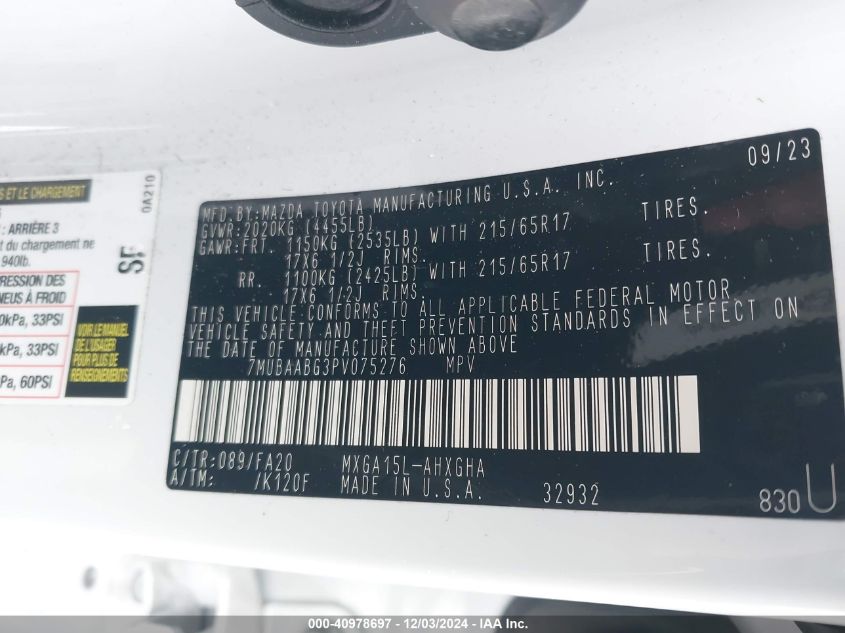 S ET LE CHARGEMENT
: ARRIÈRE 3
t du chargement ne
940lb.
RESSION DES
NEUS À FROID
0kPa, 33PSI
kPa, 33PSI
Pa, 60PSI
VOIR LE MANUEL
DE L'USAGER
POUR PLUS DE
RENSEIGNEMENTS
0A210
SF
09/23
MFD.BY:MAZDA TOYOTA MANUFACTURING U.S.A. INC.
GVWR:2020KG (4455LB)
GAWR:FRT. 1150KG (2535LB) WITH 215/65R17 TIRES.
17X6 1/2J RIMS.
RR. 1100KG (2425LB) WITH 215/65R17 TIRES.
17X6 1/2J RIMS.
THIS VEHICLE CONFORMS TO ALL APPLICABLE FEDERAL MOTOR
VEHICLE SAFETY AND THEFT PREVENTION STANDARDS IN EFFECT ON
THE DATE OF MANUFACTURE SHOWN ABOVE
7MUBAABG3PV075276 MPV
C/TR:089/FA20 MXGA15L-AHXGHA
A/TM: /K120F MADE IN U.S.A. 32932
830U
000-40978697 - 12/03/2024 - IAA Inc.